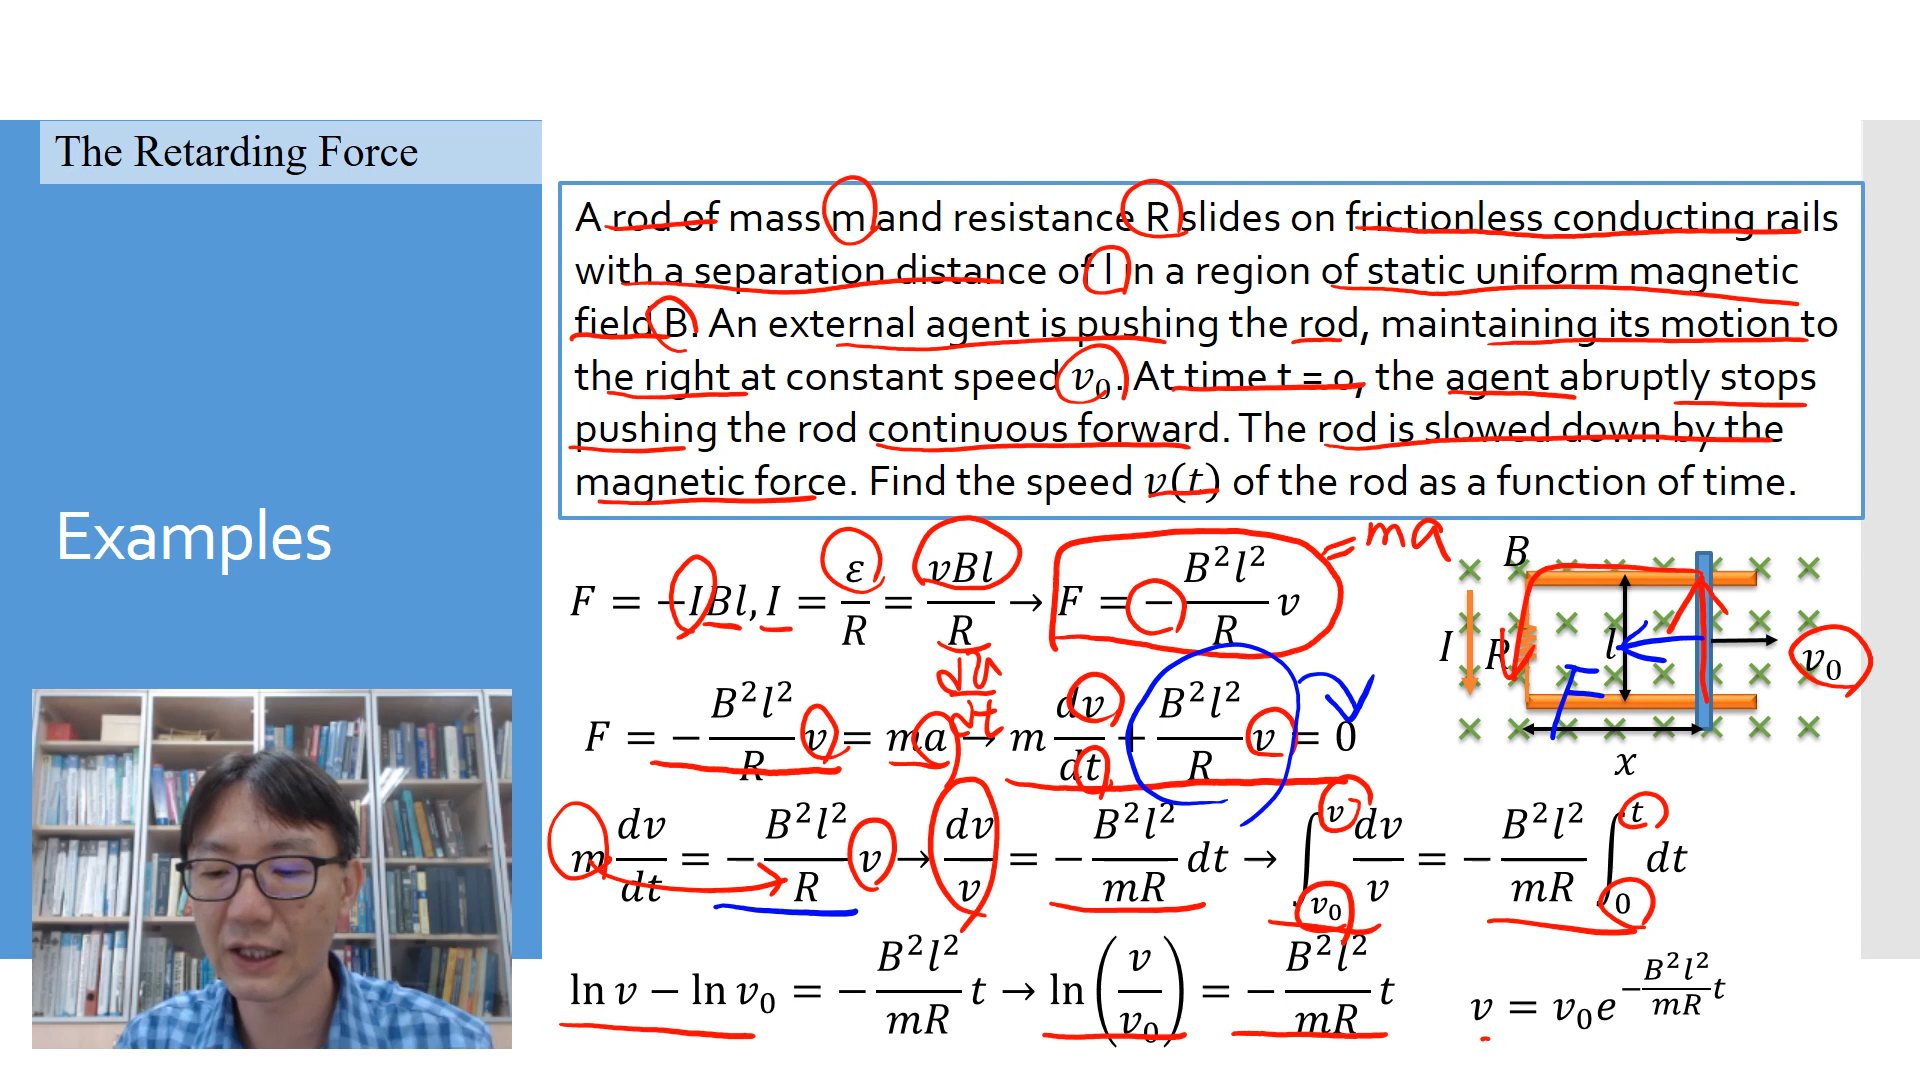 The Retarding Force
Examples
A rod of mass m and resistance R slides on frictionless conducting rails
with a separation distance of l in a region of static uniform magnetic
field B. An external agent is pushing the rod, maintaining its motion to
the right at constant speed v₀. At time t = 0, the agent abruptly stops
pushing the rod continuous forward. The rod is slowed down by the
magnetic force. Find the speed v(t) of the rod as a function of time.
F = −IBl, I = ε/R = vBl/R → F = − B²l²/R v = ma
F = − B²l²/R v = ma → m dv/dt + B²l²/R v = 0
dv/dt
m dv/dt = − B²l²/R v → dv/v = − B²l²/mR dt → ∫_{v₀}^{v} dv/v = − B²l²/mR ∫_{0}^{t} dt
ln v − ln v₀ = − B²l²/mR t → ln(v/v₀) = − B²l²/mR t
v = v₀e^{−B²l²/mR t}
B
I
R
l
v₀
F
x